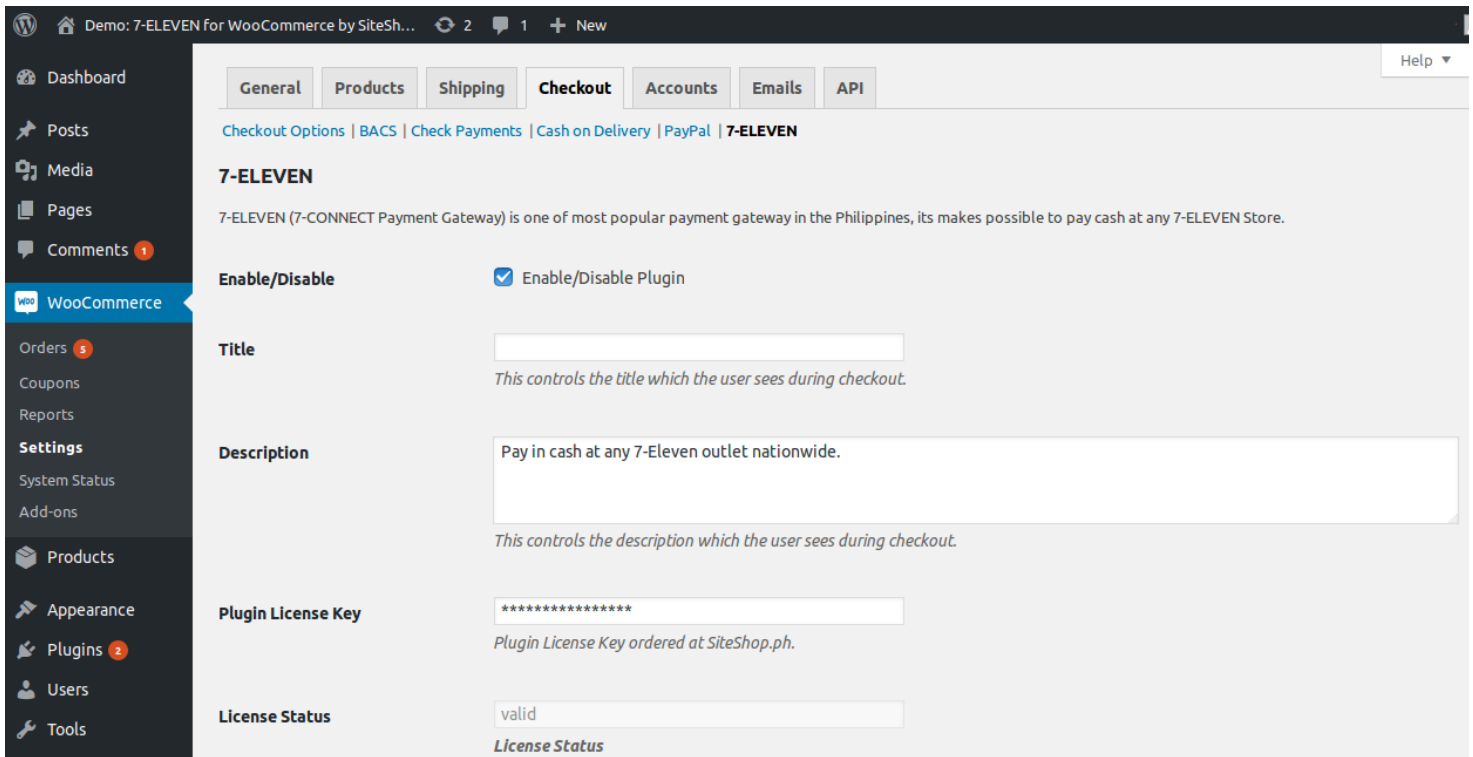 Demo: 7-ELEVEN for WooCommerce by SiteSh... 2 1 + New
Help ▼
Dashboard
Posts
Media
Pages
Comments 1
WOO WooCommerce
Orders 5
Coupons
Reports
Settings
System Status
Add-ons
Products
Appearance
Plugins 2
Users
Tools
General Products Shipping Checkout Accounts Emails API
Checkout Options | BACS | Check Payments | Cash on Delivery | PayPal | 7-ELEVEN
7-ELEVEN
7-ELEVEN (7-CONNECT Payment Gateway) is one of most popular payment gateway in the Philippines, its makes possible to pay cash at any 7-ELEVEN Store.
Enable/Disable Enable/Disable Plugin
Title
This controls the title which the user sees during checkout.
Description Pay in cash at any 7-Eleven outlet nationwide.
This controls the description which the user sees during checkout.
Plugin License Key ****************
Plugin License Key ordered at SiteShop.ph.
License Status valid
License Status